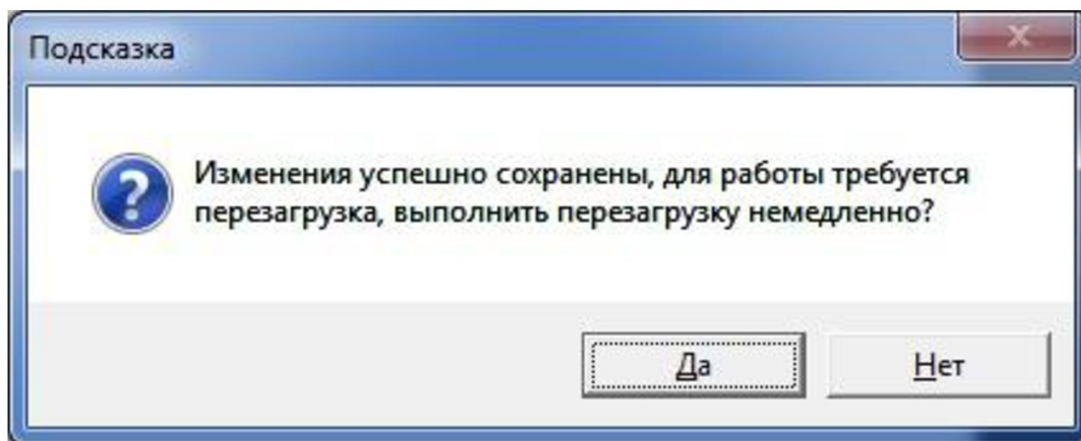 Подсказка
Изменения успешно сохранены, для работы требуется
перезагрузка, выполнить перезагрузку немедленно?
Да
Нет